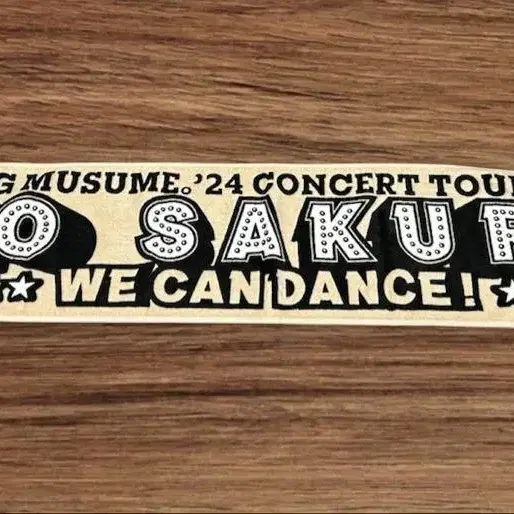 G MUSUME。'24 CONCERT TOU
O SAKU
WE CAN DANCE!